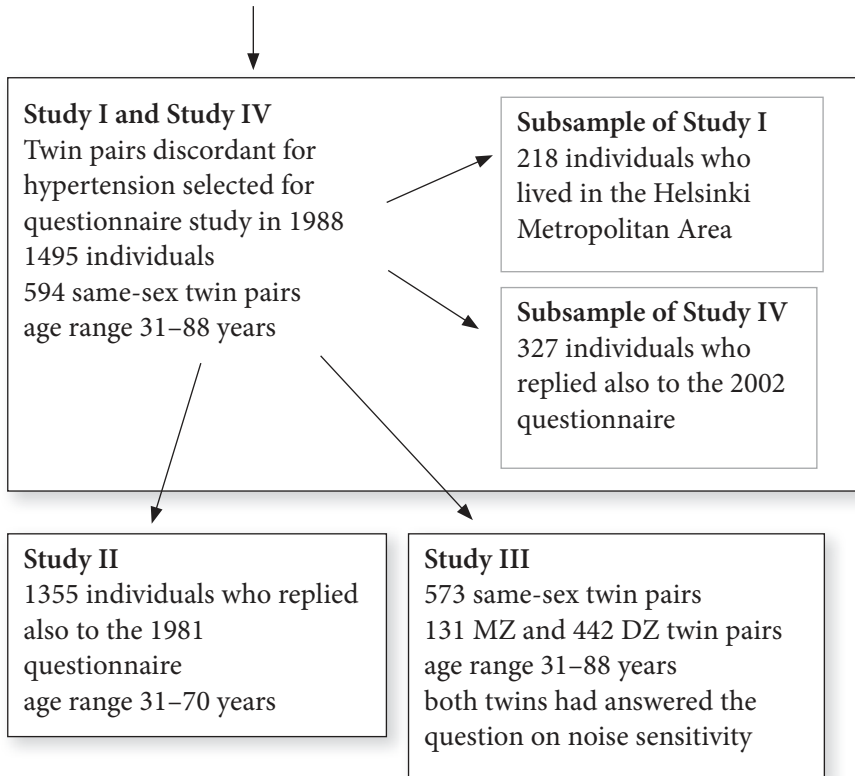 Study I and Study IV
Twin pairs discordant for
hypertension selected for
questionnaire study in 1988
1495 individuals
594 same-sex twin pairs
age range 31–88 years
Subsample of Study I
218 individuals who
lived in the Helsinki
Metropolitan Area
Subsample of Study IV
327 individuals who
replied also to the 2002
questionnaire
Study II
1355 individuals who replied
also to the 1981
questionnaire
age range 31–70 years
Study III
573 same-sex twin pairs
131 MZ and 442 DZ twin pairs
age range 31–88 years
both twins had answered the
question on noise sensitivity